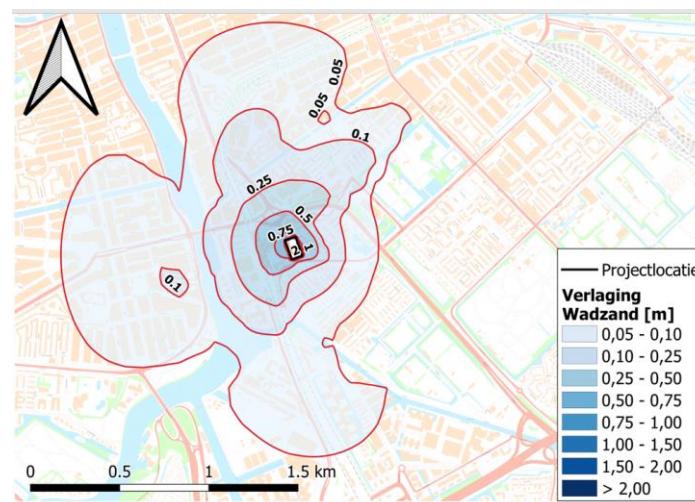 0.05
0.05
0.1
0.25
0.5
0.75
1
2
0.1
Projectlocatie
Verlaging
Wadzand [m]
0,05 - 0,10
0,10 - 0,25
0,25 - 0,50
0,50 - 0,75
0,75 - 1,00
1,00 - 1,50
1,50 - 2,00
> 2,00
0 0.5 1 1.5 km